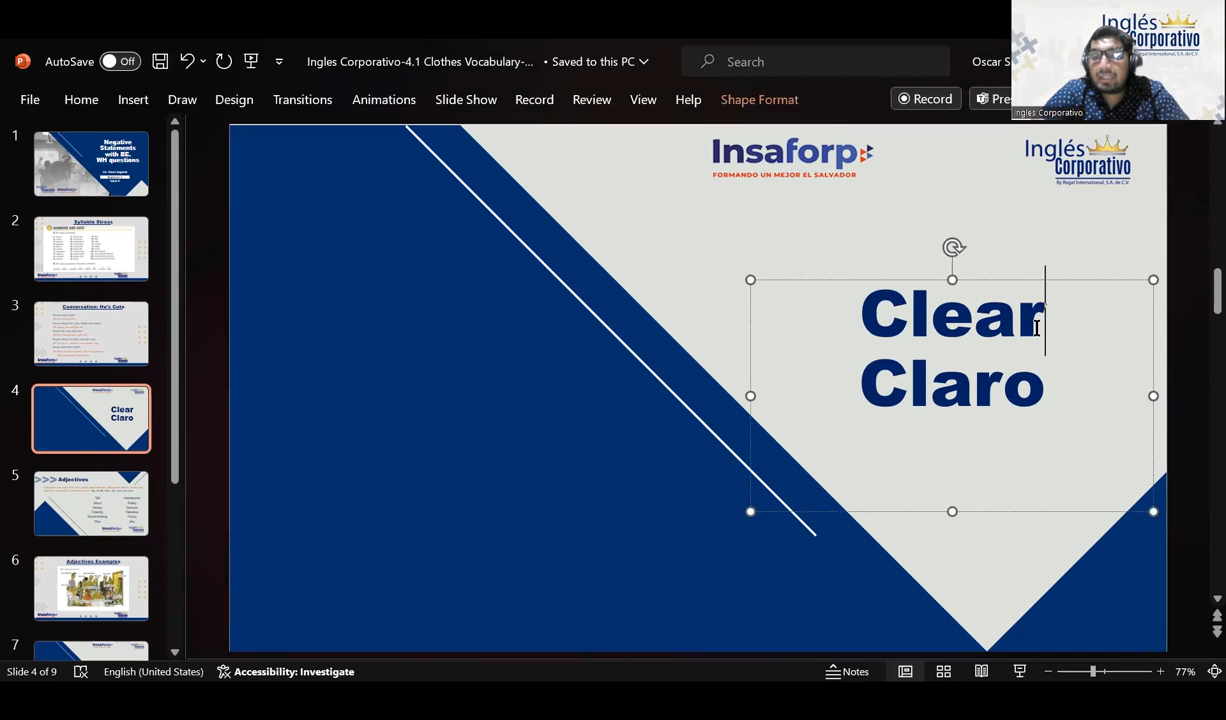 AutoSave Off
Ingles Corporativo-4.1 Clothes Vocabulary-... • Saved to this PC
Search
Oscar S
Inglés
Corporativo
By Regal International, S.A. de C.V.
Ingles Corporativo
File Home Insert Draw Design Transitions Animations Slide Show Record Review View Help Shape Format
Record
Pres
1
Negative
Statements
with BE.
WH questions
2
Syllable Stress
3
Conversation: He's Cute
4
Clear
Claro
5
Adjectives
6
Adjectives Examples
7
Insaforp
FORMANDO UN MEJOR EL SALVADOR
Inglés
Corporativo
By Regal International, S.A. de C.V.
Clear
Claro
Slide 4 of 9
English (United States)
Accessibility: Investigate
Notes
77%